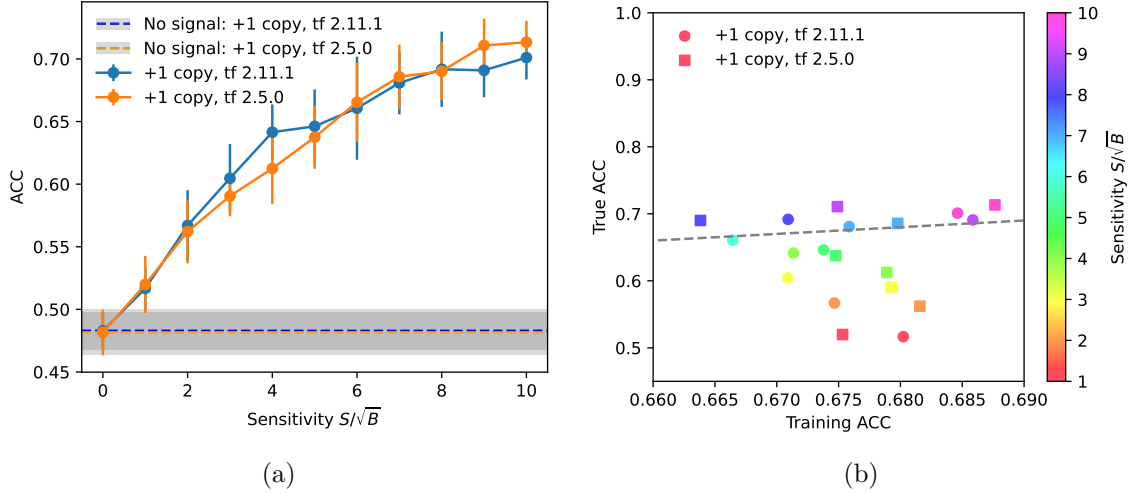 No signal: +1 copy, tf 2.11.1
No signal: +1 copy, tf 2.5.0
+1 copy, tf 2.11.1
+1 copy, tf 2.5.0
0.70
0.65
0.60
0.55
0.50
0.45
ACC
0 2 4 6 8 10
Sensitivity S/√B
(a)
+1 copy, tf 2.11.1
+1 copy, tf 2.5.0
1.0
0.9
0.8
0.7
0.6
0.5
True ACC
0.660 0.665 0.670 0.675 0.680 0.685 0.690
Training ACC
10
9
8
7
6
5
4
3
2
1
Sensitivity S/√B
(b)